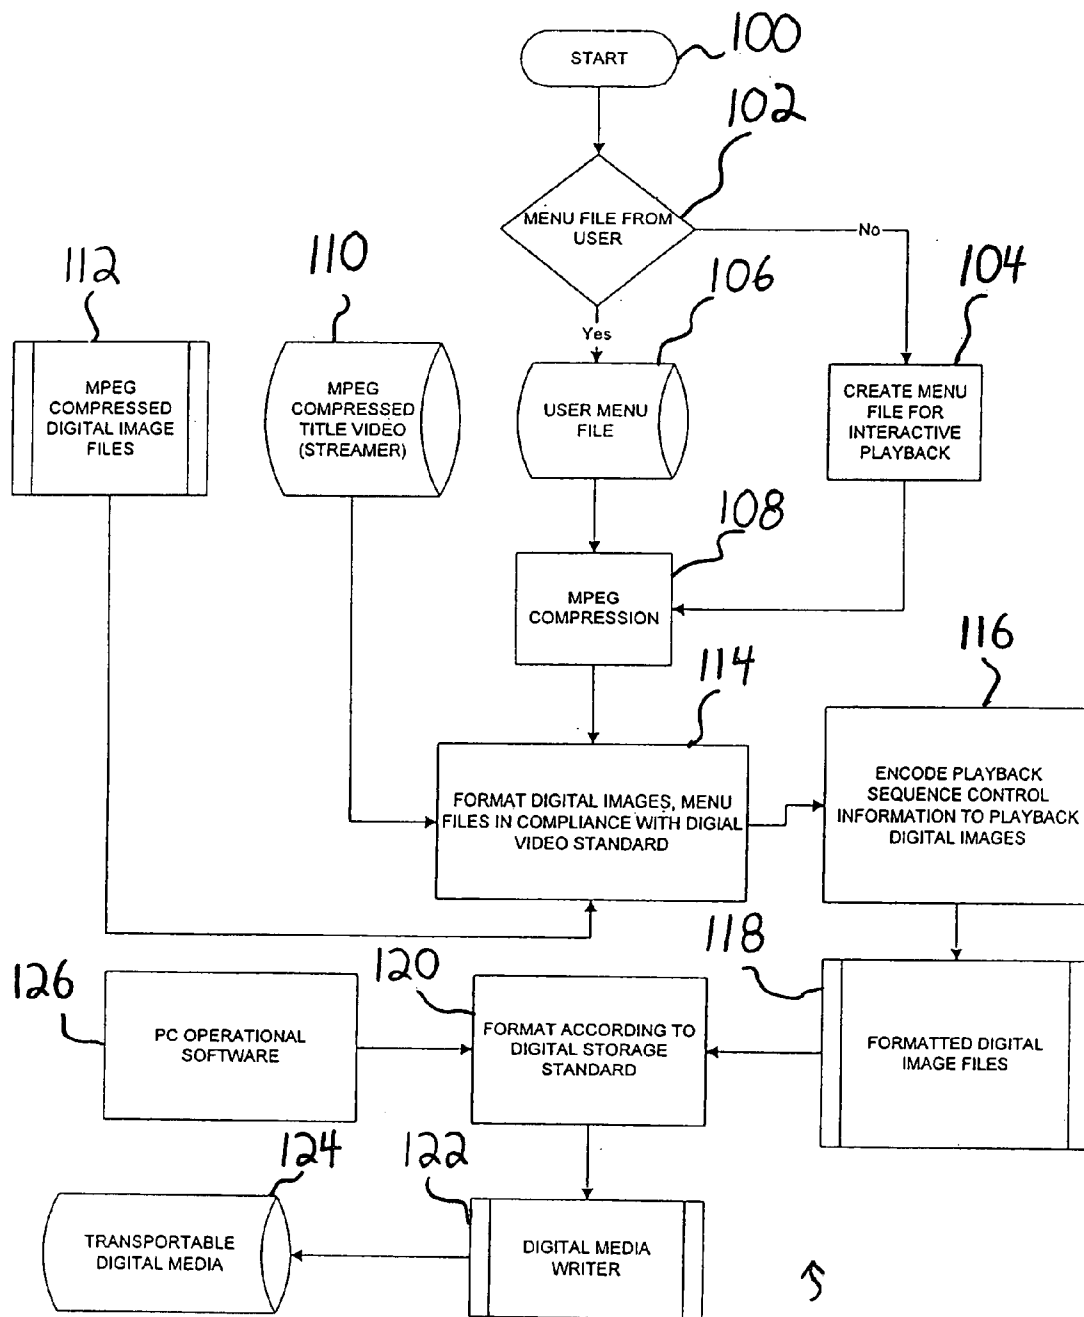 100
START
102
MENU FILE FROM
USER
No
Yes
112
110
106
104
MPEG
COMPRESSED
DIGITAL IMAGE
FILES
MPEG
COMPRESSED
TITLE VIDEO
(STREAMER)
USER MENU
FILE
CREATE MENU
FILE FOR
INTERACTIVE
PLAYBACK
108
MPEG
COMPRESSION
114
116
FORMAT DIGITAL IMAGES, MENU
FILES IN COMPLIANCE WITH DIGIAL
VIDEO STANDARD
ENCODE PLAYBACK
SEQUENCE CONTROL
INFORMATION TO PLAYBACK
DIGITAL IMAGES
126
120
118
PC OPERATIONAL
SOFTWARE
FORMAT ACCORDING TO
DIGITAL STORAGE
STANDARD
FORMATTED DIGITAL
IMAGE FILES
124
122
TRANSPORTABLE
DIGITAL MEDIA
DIGITAL MEDIA
WRITER